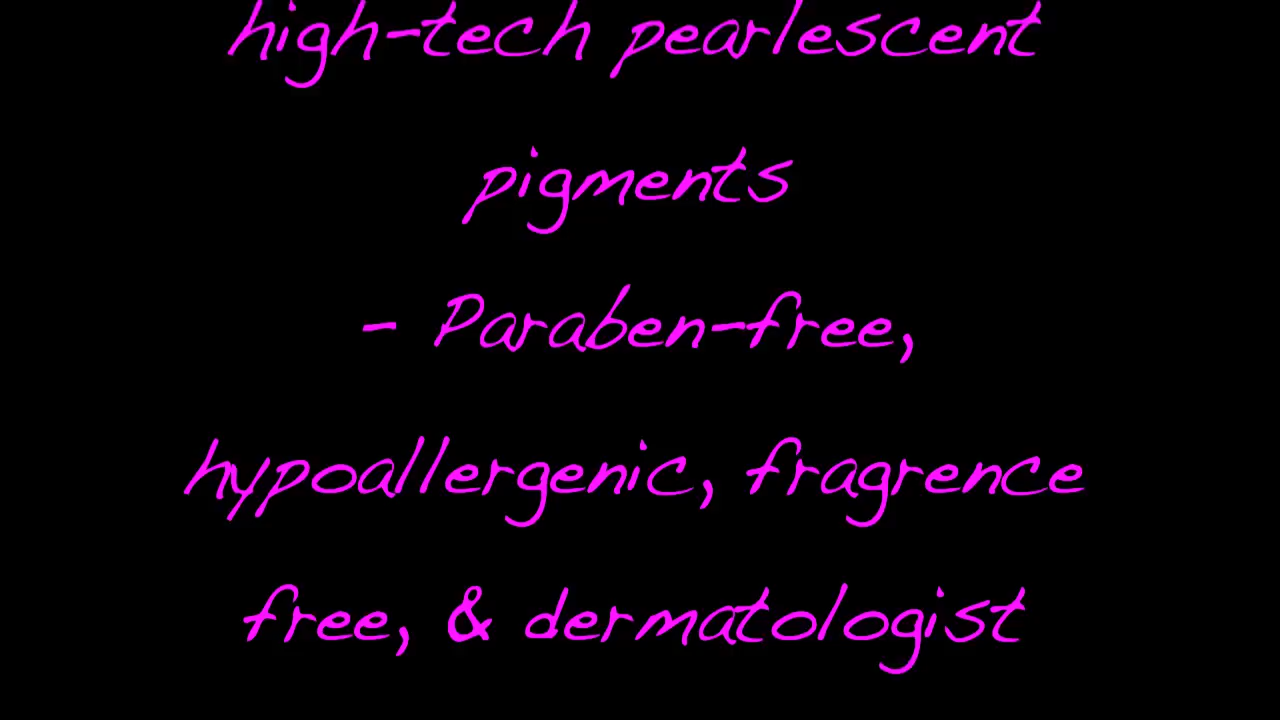 high-tech pearlescent
pigments
- Paraben-free,
hypoallergenic, fragrence
free, & dermatologist